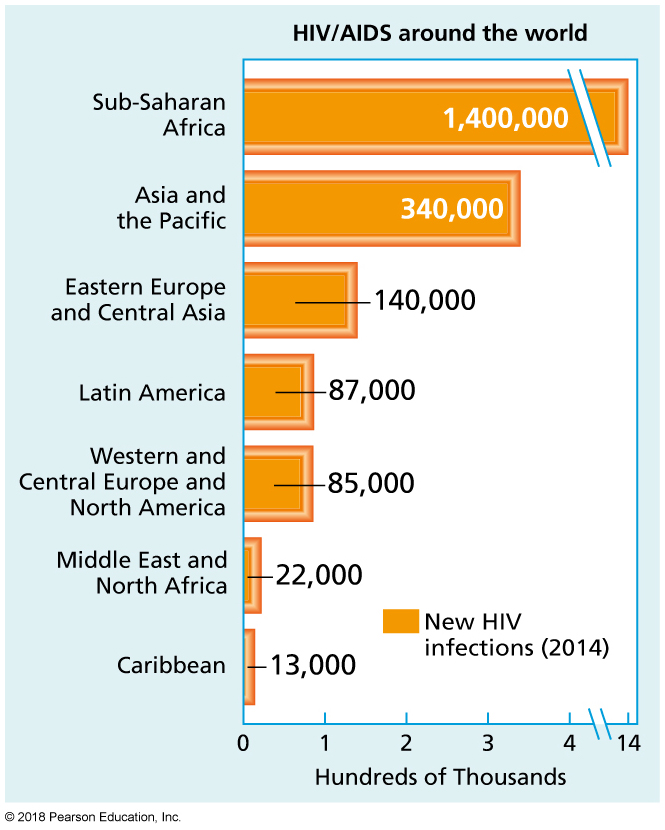 HIV/AIDS around the world
Sub-Saharan
Africa
1,400,000
Asia and
the Pacific
340,000
Eastern Europe
and Central Asia
140,000
Latin America
87,000
Western and
Central Europe and
North America
85,000
Middle East and
North Africa
22,000
Caribbean
13,000
New HIV
infections (2014)
0 1 2 3 4 14
Hundreds of Thousands
© 2018 Pearson Education, Inc.